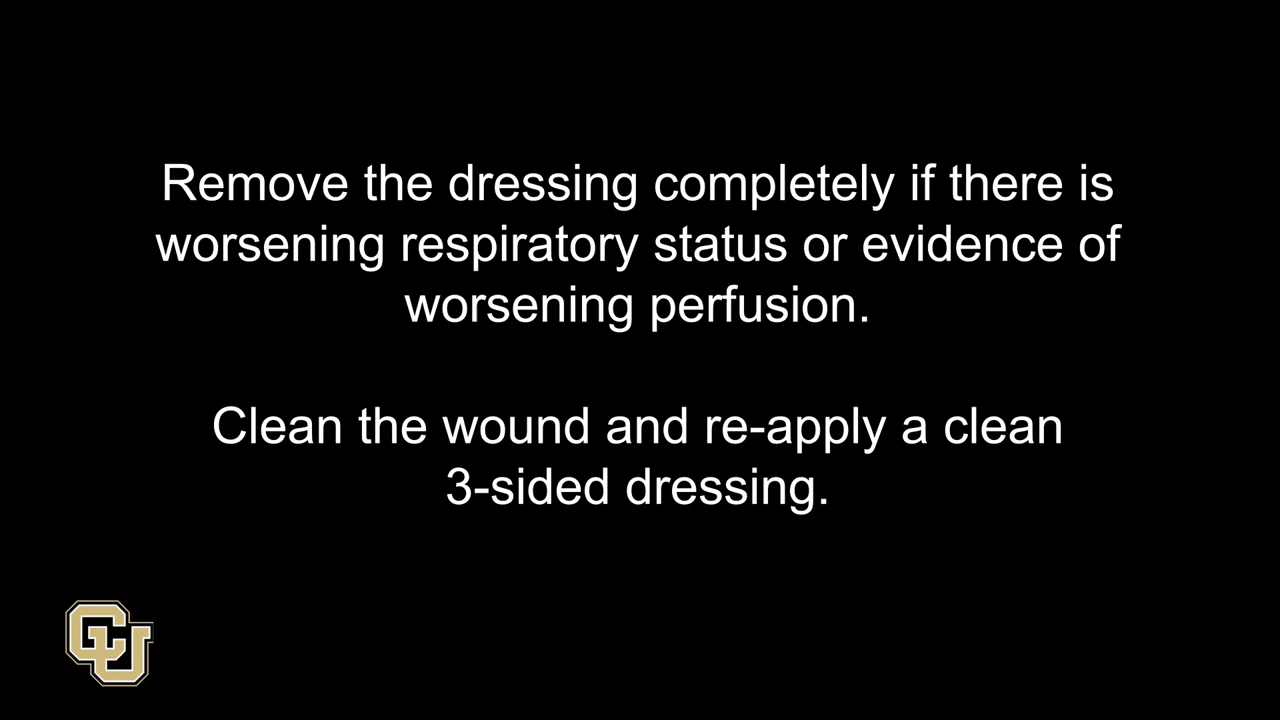 Remove the dressing completely if there is
worsening respiratory status or evidence of
worsening perfusion.
Clean the wound and re-apply a clean
3-sided dressing.
CU